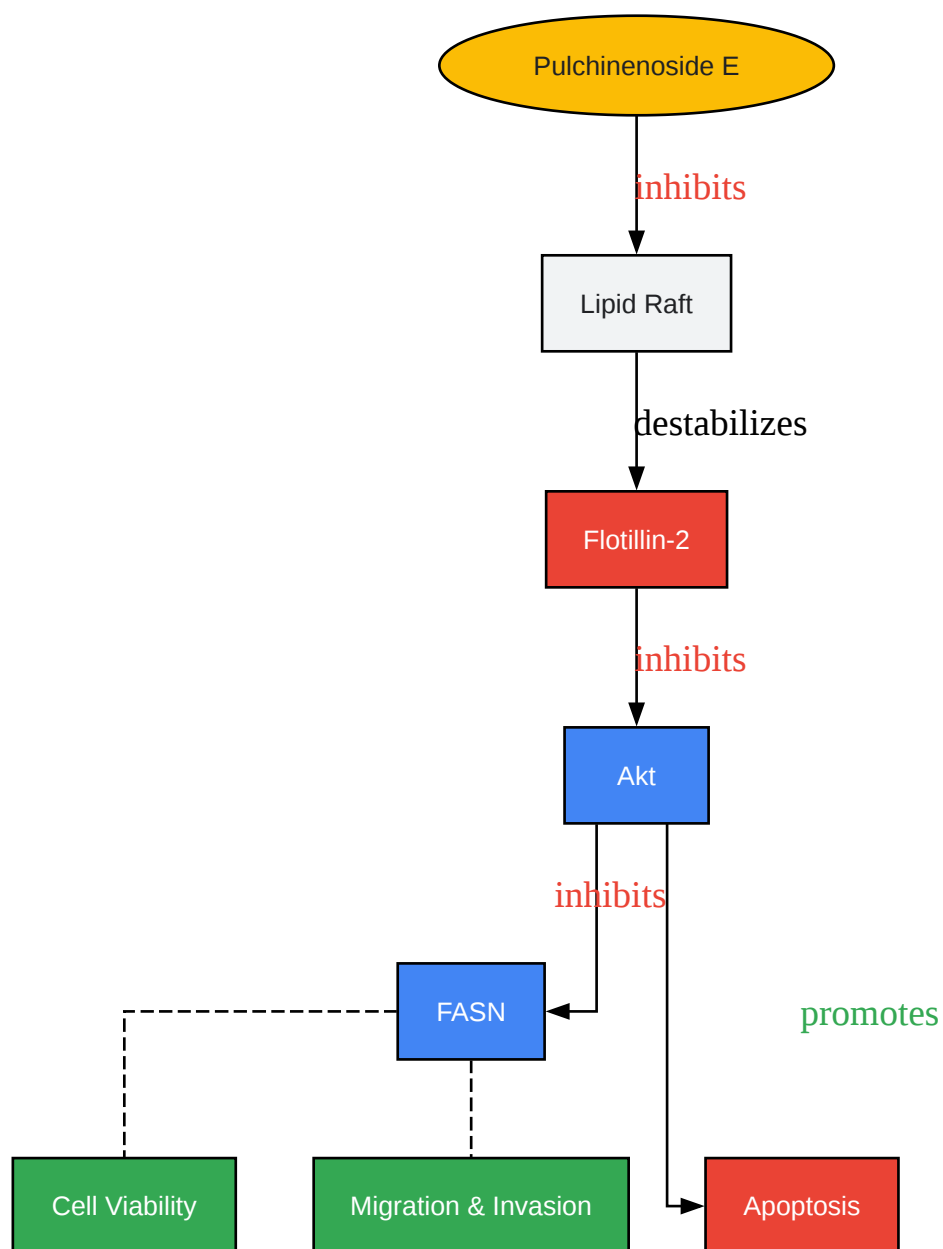 Pulchinenoside E
inhibits
Lipid Raft
destabilizes
Flotillin-2
inhibits
Akt
inhibits
FASN
promotes
Cell Viability
Migration & Invasion
Apoptosis